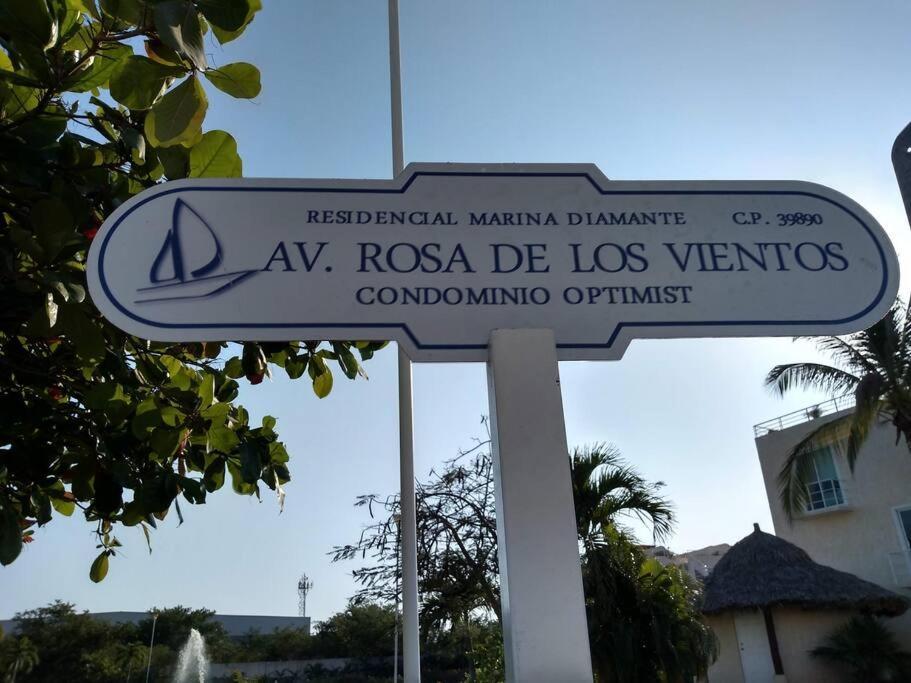 RESIDENCIAL MARINA DIAMANTE C.P. 39890
AV. ROSA DE LOS VIENTOS
CONDOMINIO OPTIMIST